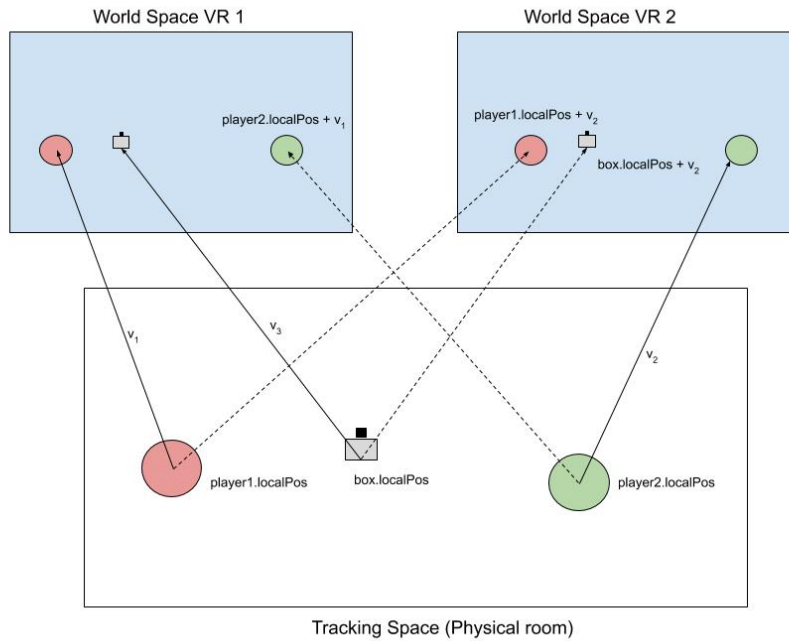 World Space VR 1
World Space VR 2
player2.localPos + v₁
player1.localPos + v₂
box.localPos + v₂
v₁
v₃
v₂
player1.localPos
box.localPos
player2.localPos
Tracking Space (Physical room)